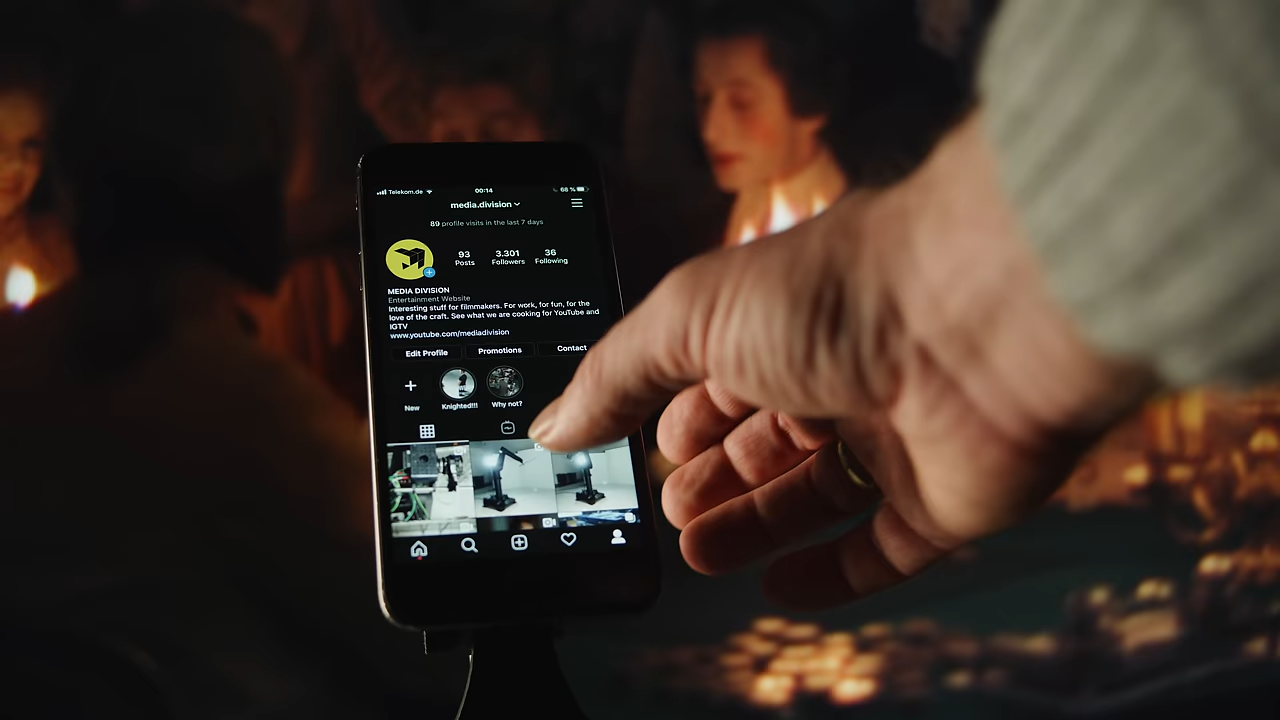 Telekom.de 00:14 68 %
media.division
89 profile visits in the last 7 days
93 3.301 36
Posts Followers Following
MEDIA DIVISION
Entertainment Website
Interesting stuff for filmmakers. For work, for fun, for the
love of the craft. See what we are cooking for YouTube and
IGTV
www.youtube.com/mediadivision
Edit Profile Promotions Contact
New Knighted!!! Why not?